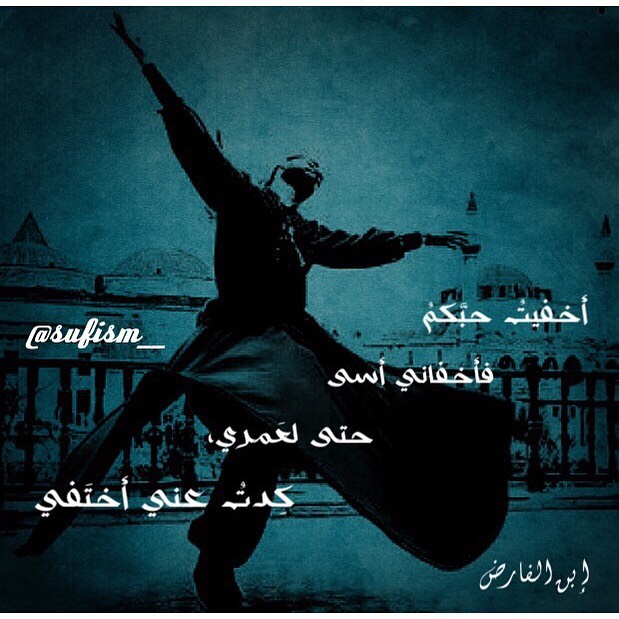 أخفيتُ حبَّكمُ
@sufism_
فأخفاني أسى
حتى لعَمري،
كِدتُ عني أختَفي
إبن الفارض